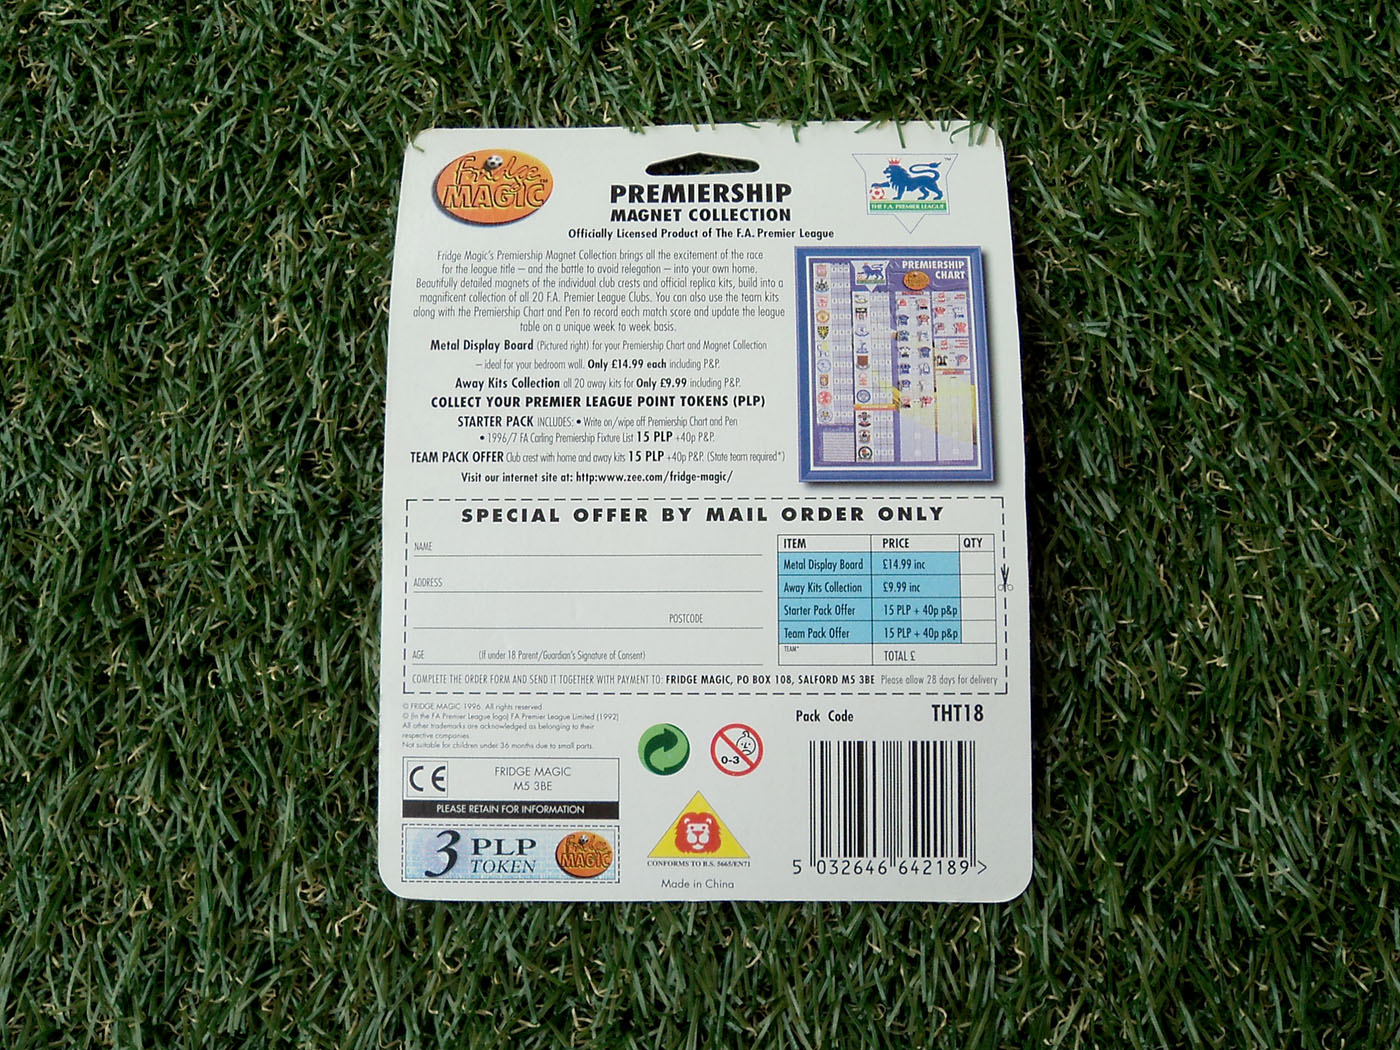 Fridge MAGIC™
PREMIERSHIP
MAGNET COLLECTION
Officially Licensed Product of The F.A. Premier League
™
THE F.A. PREMIER LEAGUE
Fridge Magic's Premiership Magnet Collection brings all the excitement of the race
for the league title – and the battle to avoid relegation – into your own home.
Beautifully detailed magnets of the individual club crests and official replica kits, build into a
magnificent collection of all 20 F.A. Premier League Clubs. You can also use the team kits
along with the Premiership Chart and Pen to record each match score and update the league
table on a unique week to week basis.
Metal Display Board (Pictured right) for your Premiership Chart and Magnet Collection
– ideal for your bedroom wall. Only £14.99 each including P&P.
Away Kits Collection all 20 away kits for Only £9.99 including P&P.
COLLECT YOUR PREMIER LEAGUE POINT TOKENS (PLP)
STARTER PACK INCLUDES: • Write on/wipe off Premiership Chart and Pen
• 1996/7 FA Carling Premiership Fixture List 15 PLP +40p P&P.
TEAM PACK OFFER Club crest with home and away kits 15 PLP +40p P&P. (State team required*)
Visit our internet site at: http:www.zee.com/fridge-magic/
PREMIERSHIP
CHART
SPECIAL OFFER BY MAIL ORDER ONLY
NAME
ADDRESS
POSTCODE
AGE (If under 18 Parent/Guardian's Signature of Consent)
ITEM PRICE QTY
Metal Display Board £14.99 inc
Away Kits Collection £9.99 inc
Starter Pack Offer 15 PLP + 40p p&p
Team Pack Offer 15 PLP + 40p p&p
TEAM* TOTAL £
COMPLETE THE ORDER FORM AND SEND IT TOGETHER WITH PAYMENT TO: FRIDGE MAGIC, PO BOX 108, SALFORD M5 3BE Please allow 28 days for delivery
© FRIDGE MAGIC 1996. All rights reserved
© (In the FA Premier League logo) FA Premier League Limited (1992)
All other trademarks are acknowledged as belonging to their
respective companies.
Not suitable for children under 36 months due to small parts.
CE
FRIDGE MAGIC
M5 3BE
PLEASE RETAIN FOR INFORMATION
3 PLP
TOKEN
Fridge MAGIC
0-3
CONFORMS TO B.S. 5665/EN71
Made in China
Pack Code THT18
5 032646 642189 >